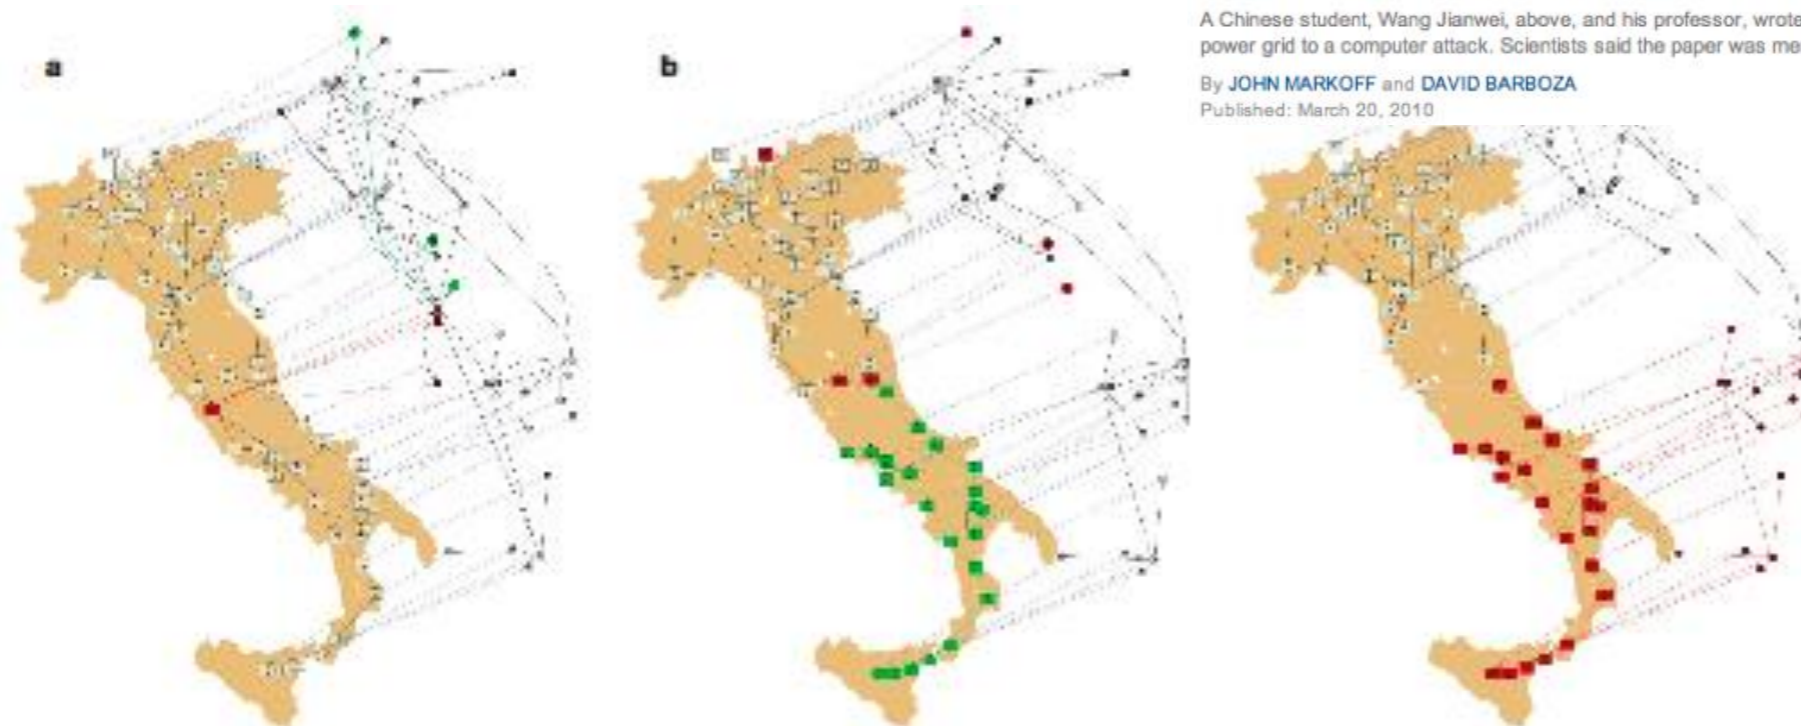 a
b
A Chinese student, Wang Jianwei, above, and his professor, wrote
power grid to a computer attack. Scientists said the paper was me
By JOHN MARKOFF and DAVID BARBOZA
Published: March 20, 2010